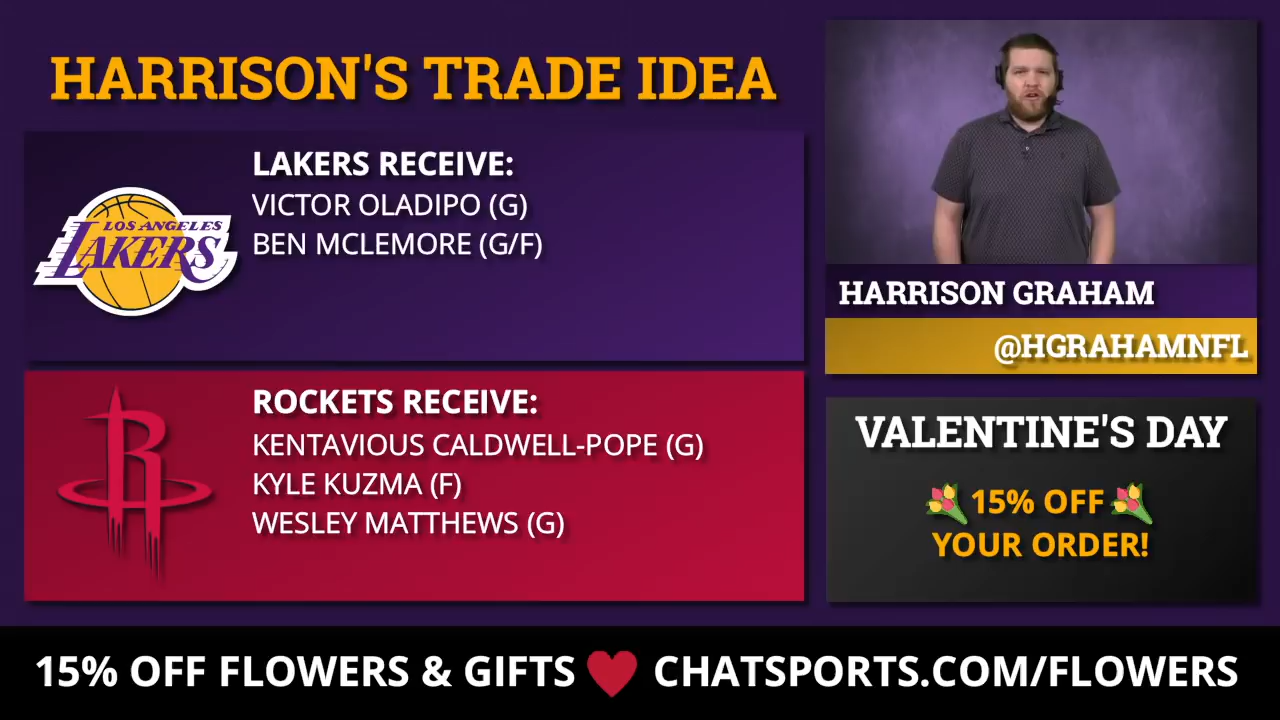 HARRISON'S TRADE IDEA
LAKERS RECEIVE:
VICTOR OLADIPO (G)
BEN MCLEMORE (G/F)
LOS ANGELES
LAKERS
ROCKETS RECEIVE:
KENTAVIOUS CALDWELL-POPE (G)
KYLE KUZMA (F)
WESLEY MATTHEWS (G)
R
HARRISON GRAHAM
@HGRAHAMNFL
VALENTINE'S DAY
15% OFF
YOUR ORDER!
15% OFF FLOWERS & GIFTS CHATSPORTS.COM/FLOWERS